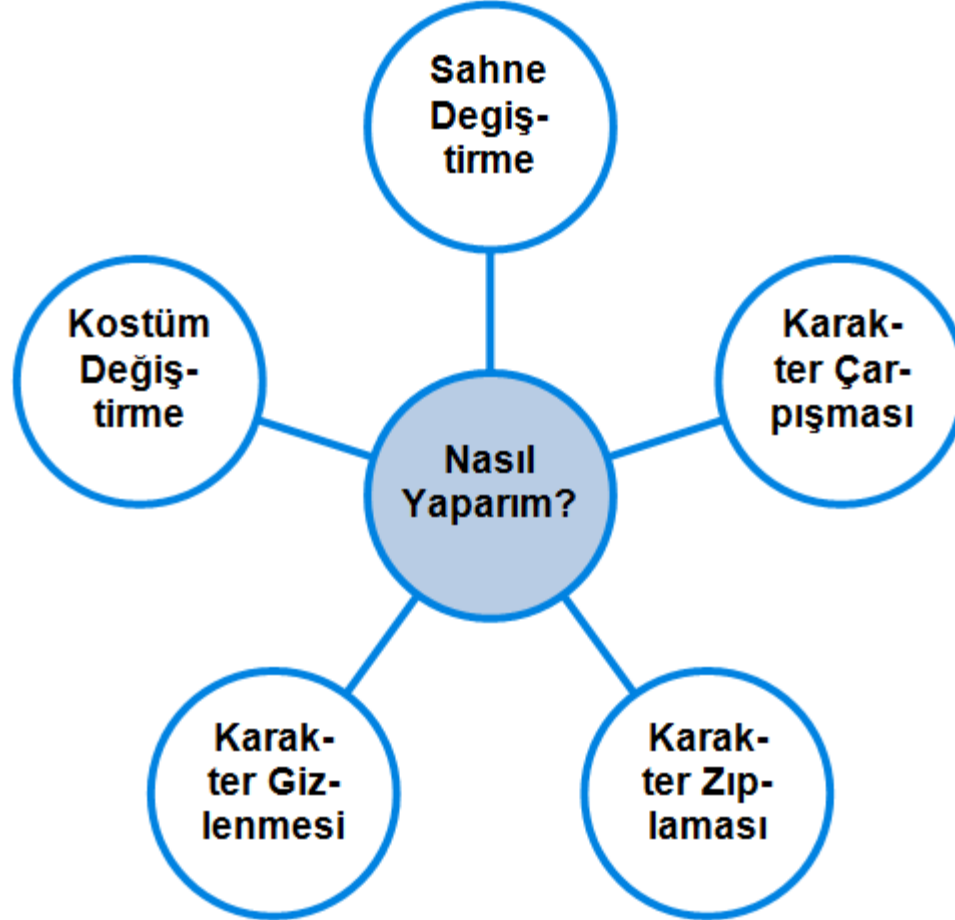 Sahne
Degiş-
tirme
Kostüm
Değiş-
tirme
Karak-
ter Çar-
pışması
Nasıl
Yaparım?
Karak-
ter Giz-
lenmesi
Karak-
ter Zıp-
laması